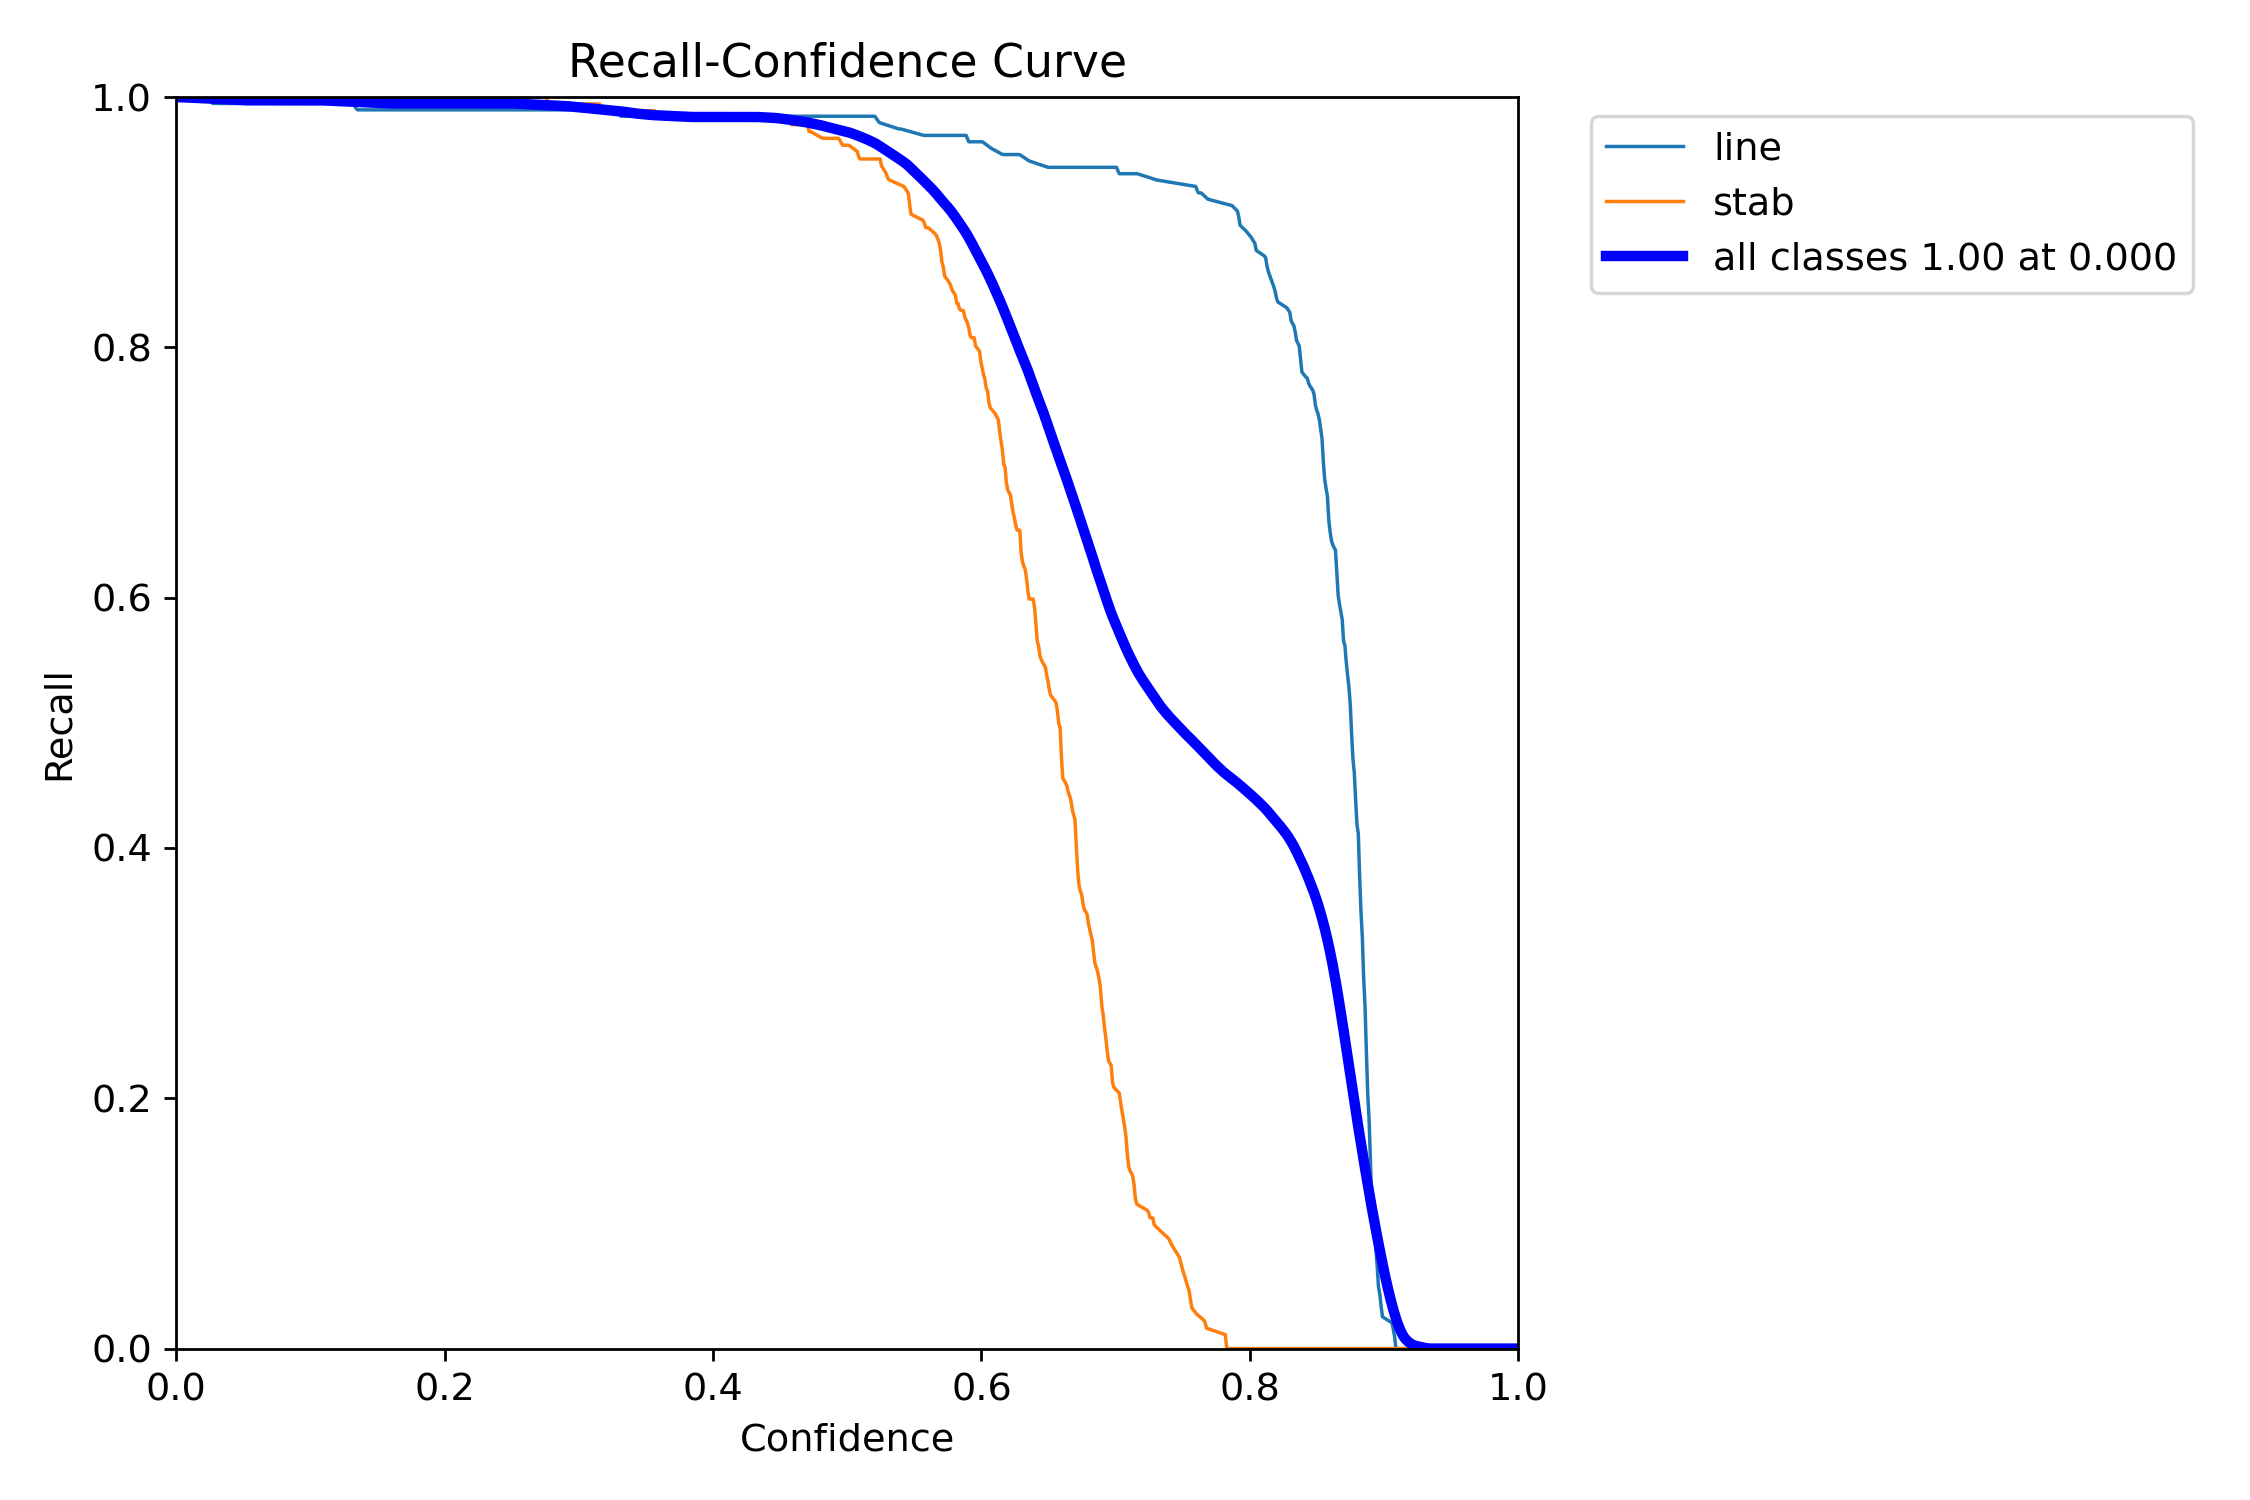 Recall-Confidence Curve
1.0
0.8
0.6
0.4
0.2
0.0
Recall
0.0 0.2 0.4 0.6 0.8 1.0
Confidence
line
stab
all classes 1.00 at 0.000